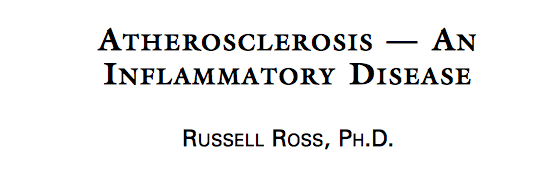 ATHEROSCLEROSIS — AN
INFLAMMATORY DISEASE
RUSSELL ROSS, PH.D.